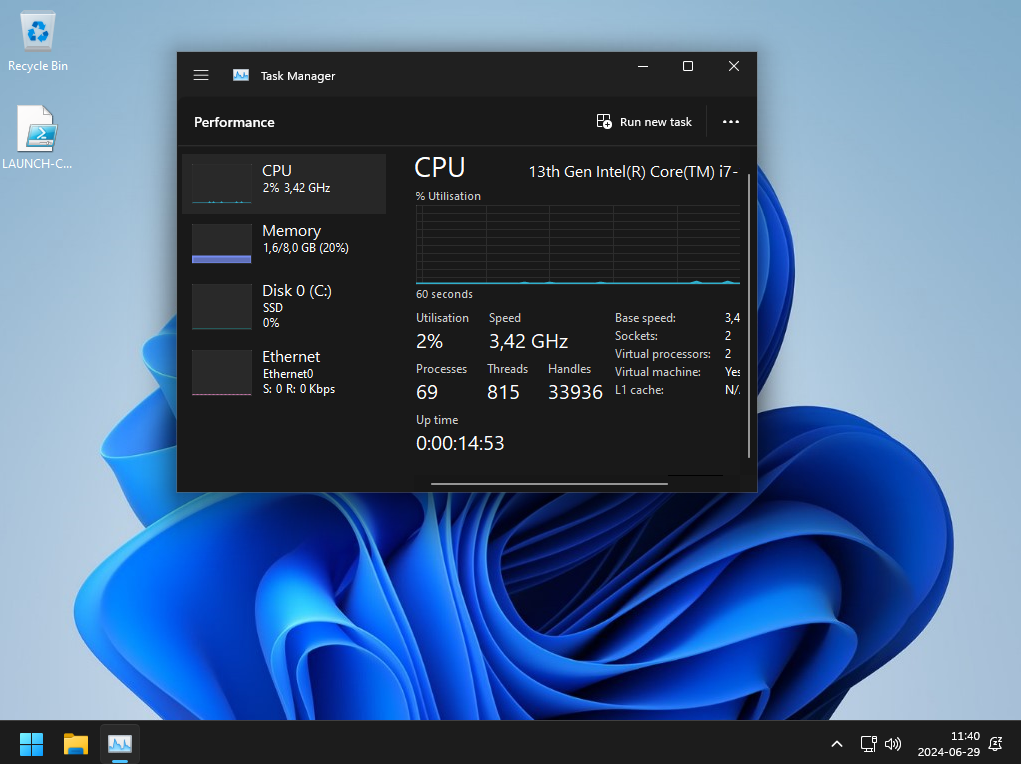 Recycle Bin
LAUNCH-C...
Task Manager
Performance
Run new task
CPU
2% 3,42 GHz
Memory
1,6/8,0 GB (20%)
Disk 0 (C:)
SSD
0%
Ethernet
Ethernet0
S: 0 R: 0 Kbps
CPU
13th Gen Intel(R) Core(TM) i7-
% Utilisation
60 seconds
Utilisation
2%
Speed
3,42 GHz
Processes
69
Threads
815
Handles
33936
Up time
0:00:14:53
Base speed: 3,4
Sockets: 2
Virtual processors: 2
Virtual machine: Yes
L1 cache: N/
11:40
2024-06-29